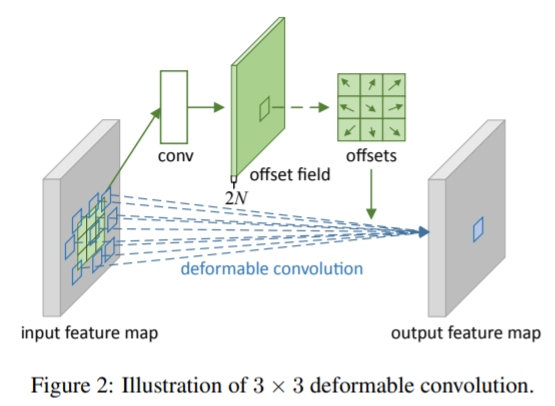 conv
offset field
offsets
2N
deformable convolution
input feature map
output feature map
Figure 2: Illustration of 3 × 3 deformable convolution.